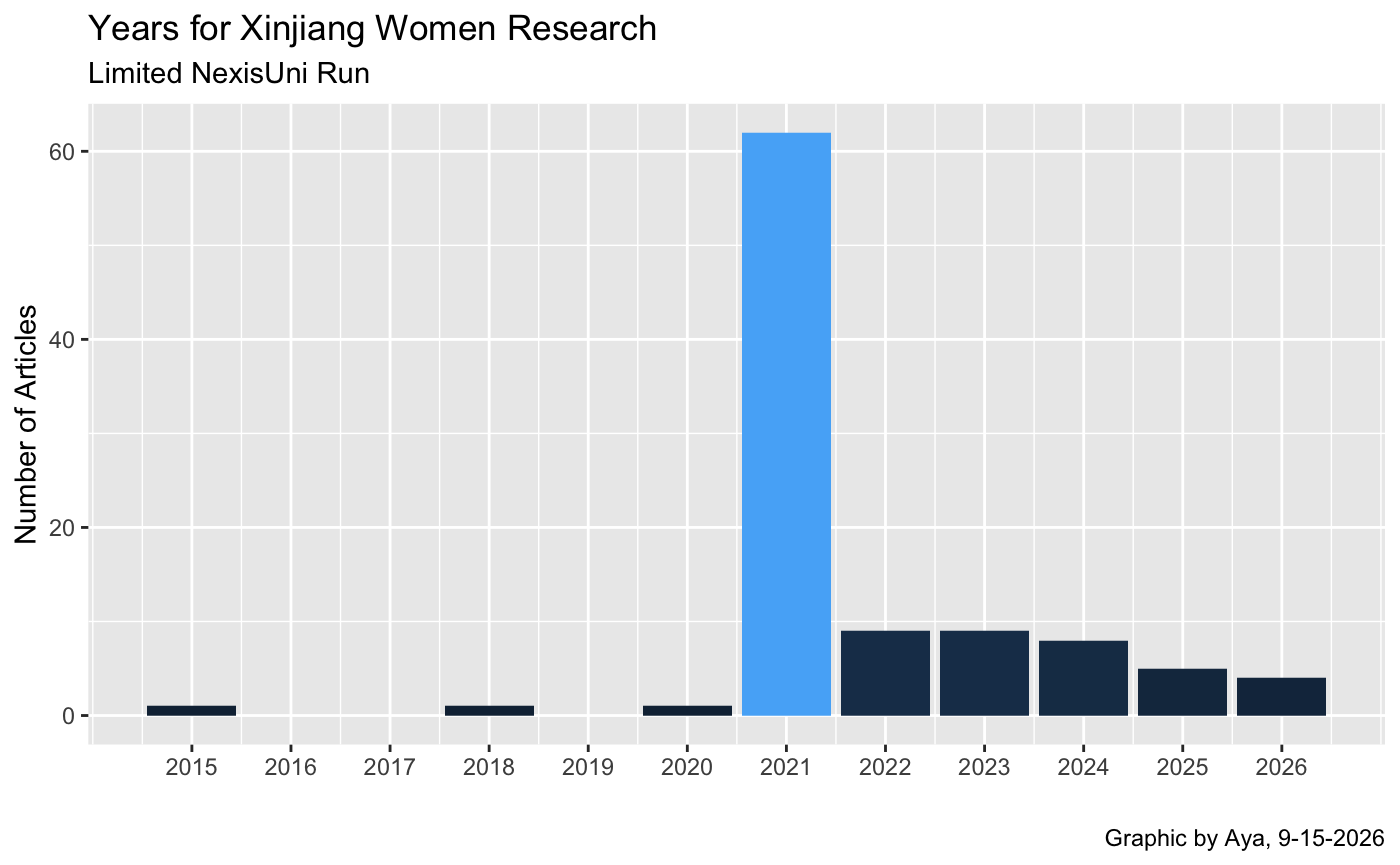 Years for Xinjiang Women Research
Limited NexisUni Run
Number of Articles
60
40
20
0
2015 2016 2017 2018 2019 2020 2021 2022 2023 2024 2025 2026
Graphic by Aya, 9-15-2026